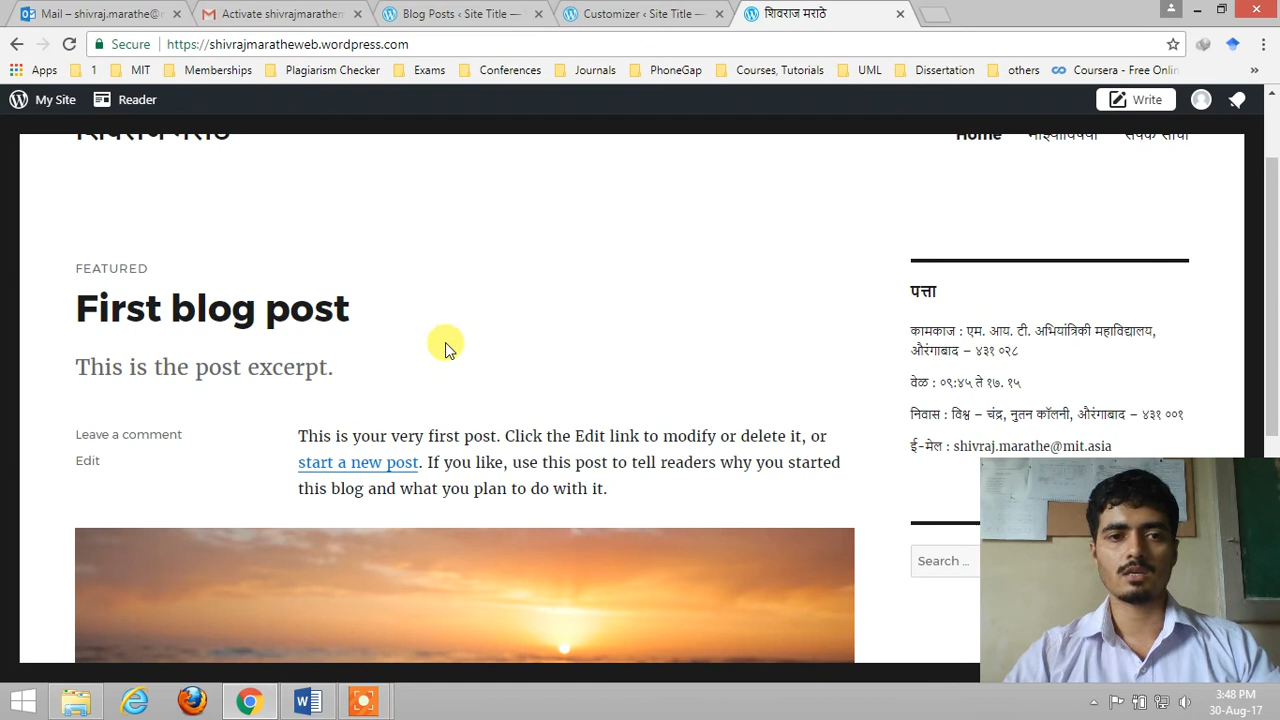 Mail – shivraj.marathe@m
Activate shivrajmarathem
Blog Posts ‹ Site Title —
Customizer ‹ Site Title —
शिवराज मराठे
Secure
https://shivrajmaratheweb.wordpress.com
Apps
1
MIT
Memberships
Plagiarism Checker
Exams
Conferences
Journals
PhoneGap
Courses, Tutorials
UML
Dissertation
others
Coursera - Free Onlin
»
My Site
Reader
Write
शिवराज मराठे
Home
माझ्याविषयी
संपर्क साधा
FEATURED
First blog post
This is the post excerpt.
Leave a comment
Edit
This is your very first post. Click the Edit link to modify or delete it, or
start a new post. If you like, use this post to tell readers why you started
this blog and what you plan to do with it.
पत्ता
कामकाज : एम. आय. टी. अभियांत्रिकी महाविद्यालय,
औरंगाबाद – ४३१ ०२८
वेळ : ०९:४५ ते १७. १५
निवास : विश्व – चंद्र, नुतन कॉलनी, औरंगाबाद – ४३१ ००१
ई-मेल : shivraj.marathe@mit.asia
Search …
3:48 PM
30-Aug-17